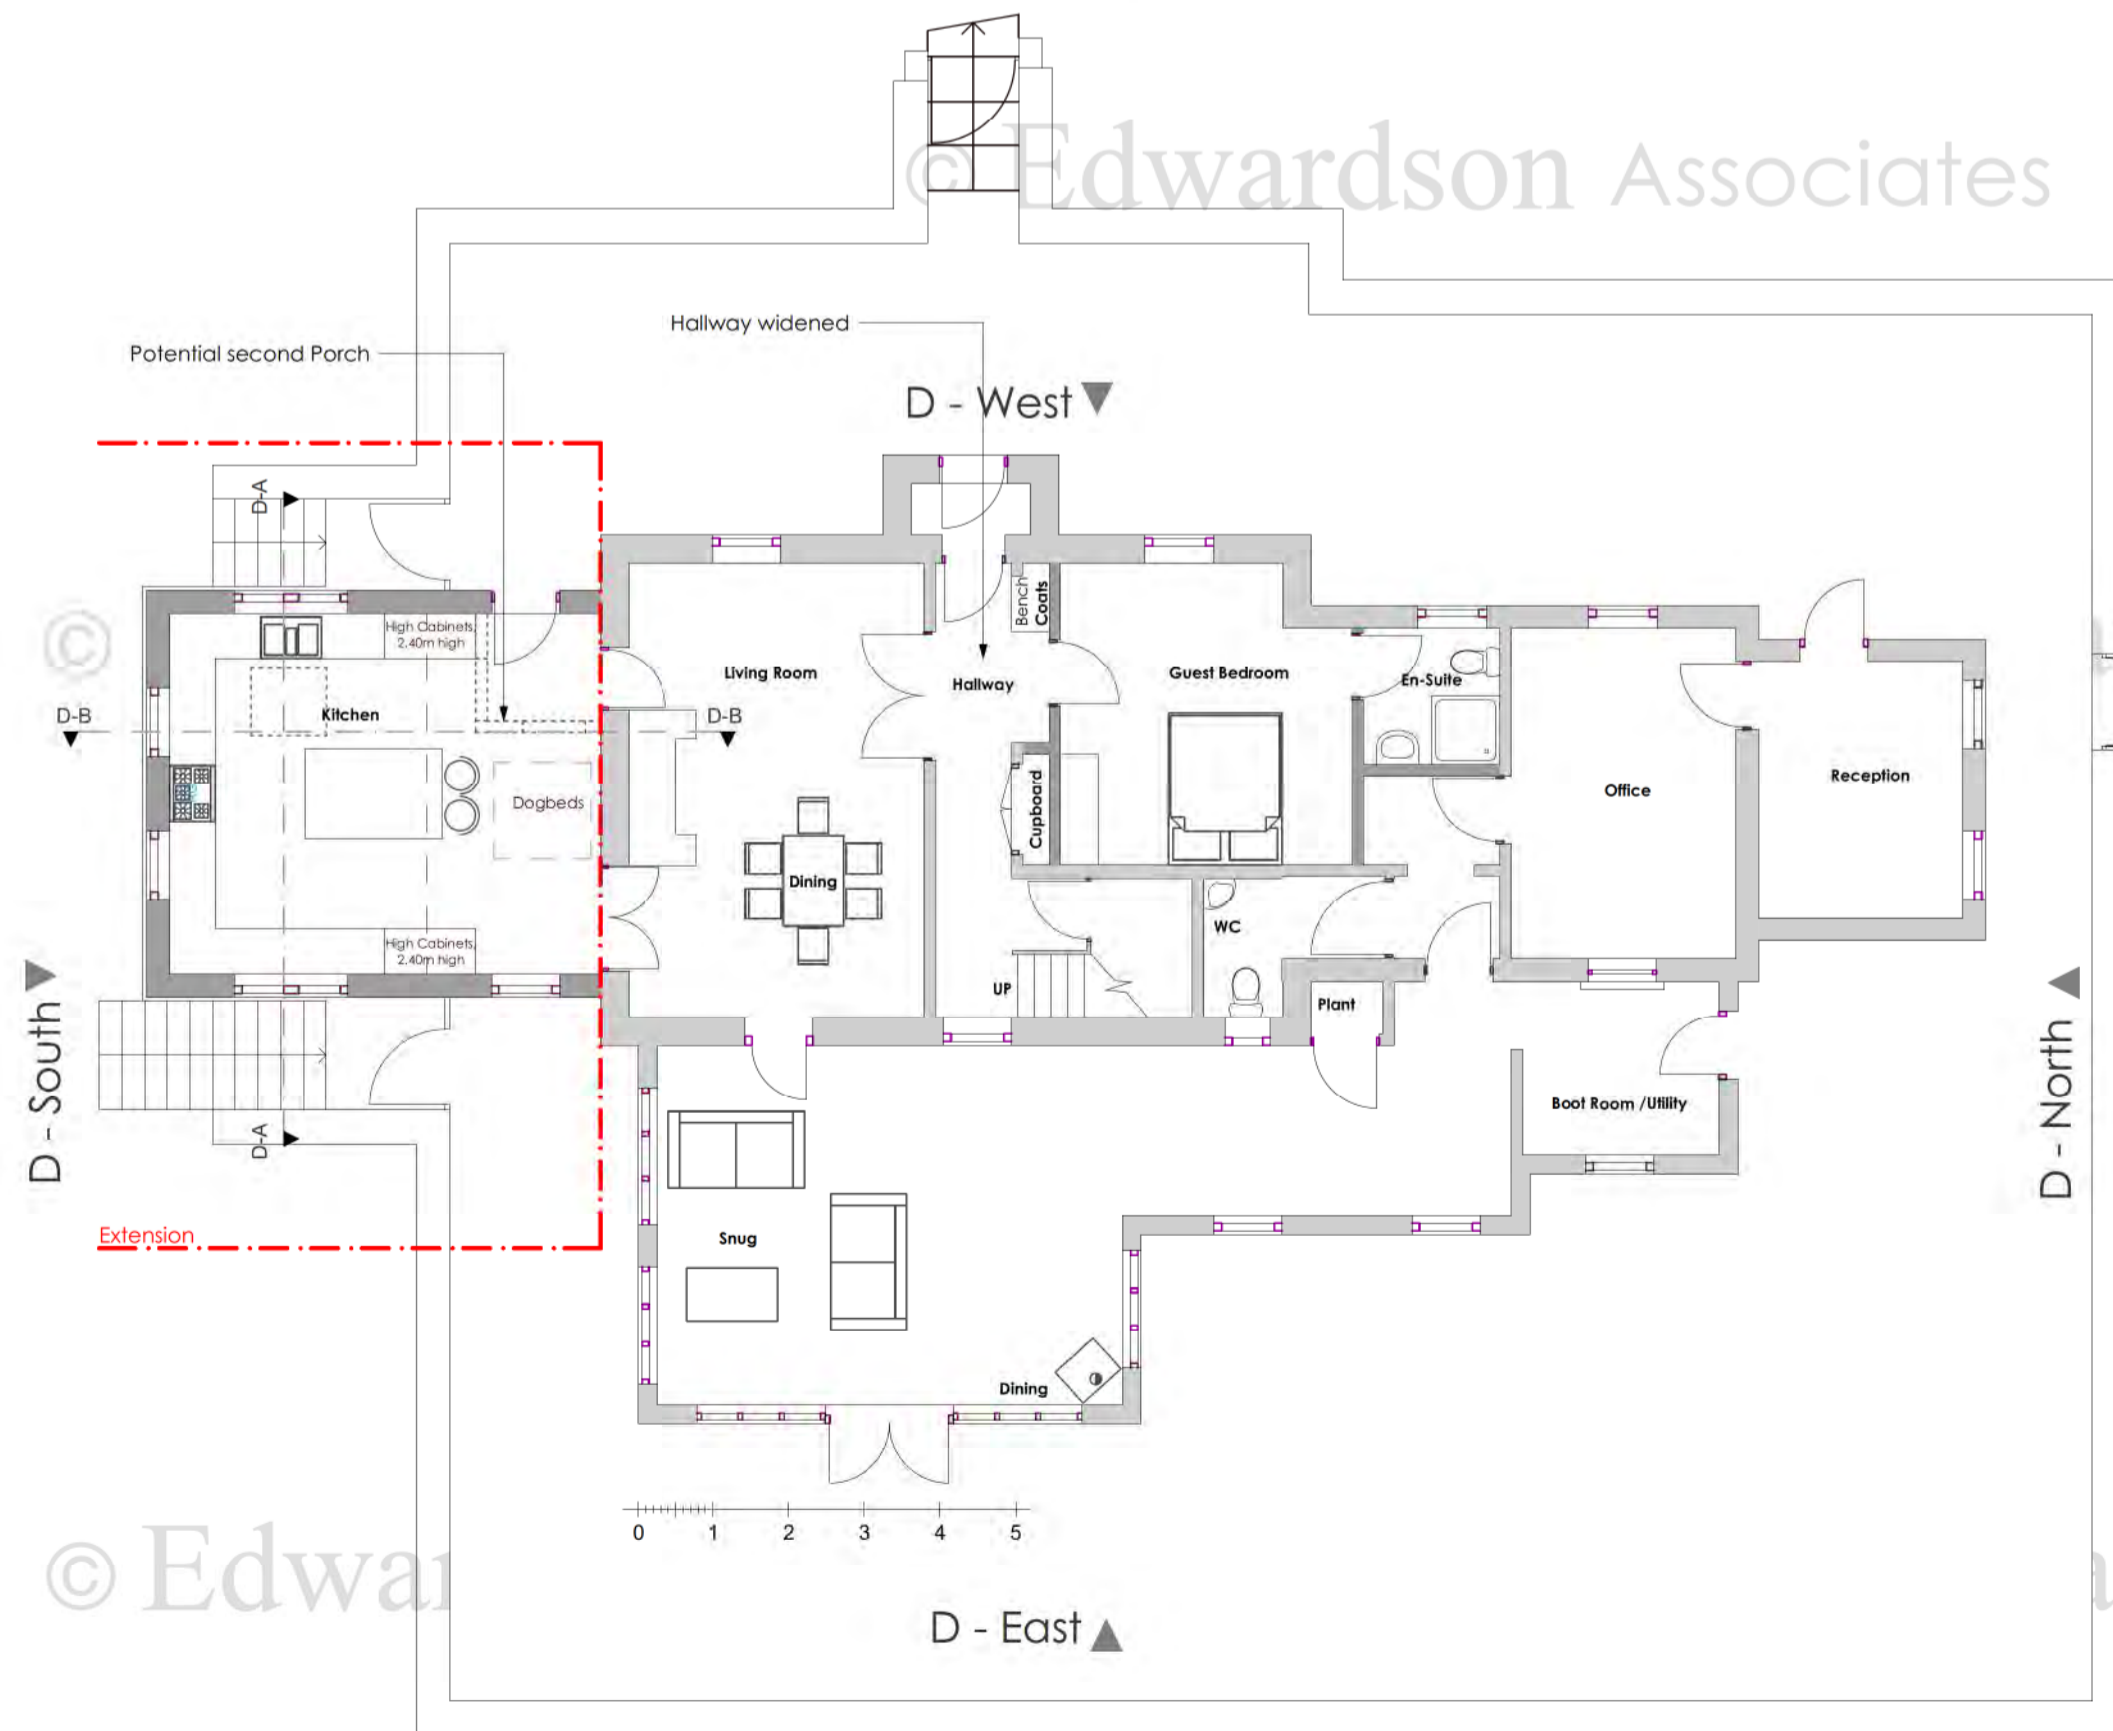 © Edwardson Associates
Hallway widened
Potential second Porch
D - West
D-A
©
Bench
Coats
High Cabinets,
2.40m high
Living Room
Hallway
Guest Bedroom
En-Suite
Kitchen
D-B
D-B
Reception
Office
Dogbeds
Cupboard
Dining
WC
High Cabinets,
2.40m high
UP
Plant
D - South
D - North
Boot Room /Utility
D-A
Extension
Snug
Dining
0 1 2 3 4 5
© Edwar
D - East